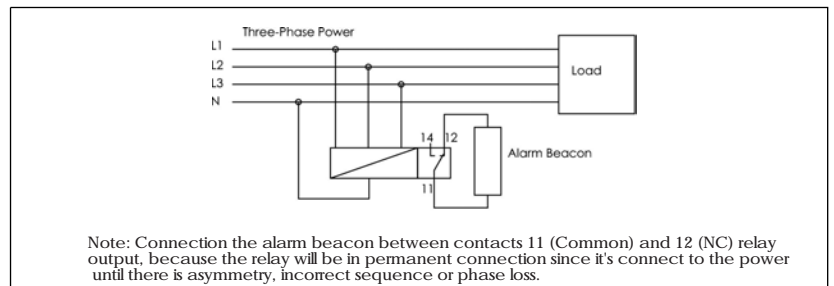 Three-Phase Power
L1
L2
L3
N
Load
14 12
11
Alarm Beacon
Note: Connection the alarm beacon between contacts 11 (Common) and 12 (NC) relay
output, because the relay will be in permanent connection since it's connect to the power
until there is asymmetry, incorrect sequence or phase loss.